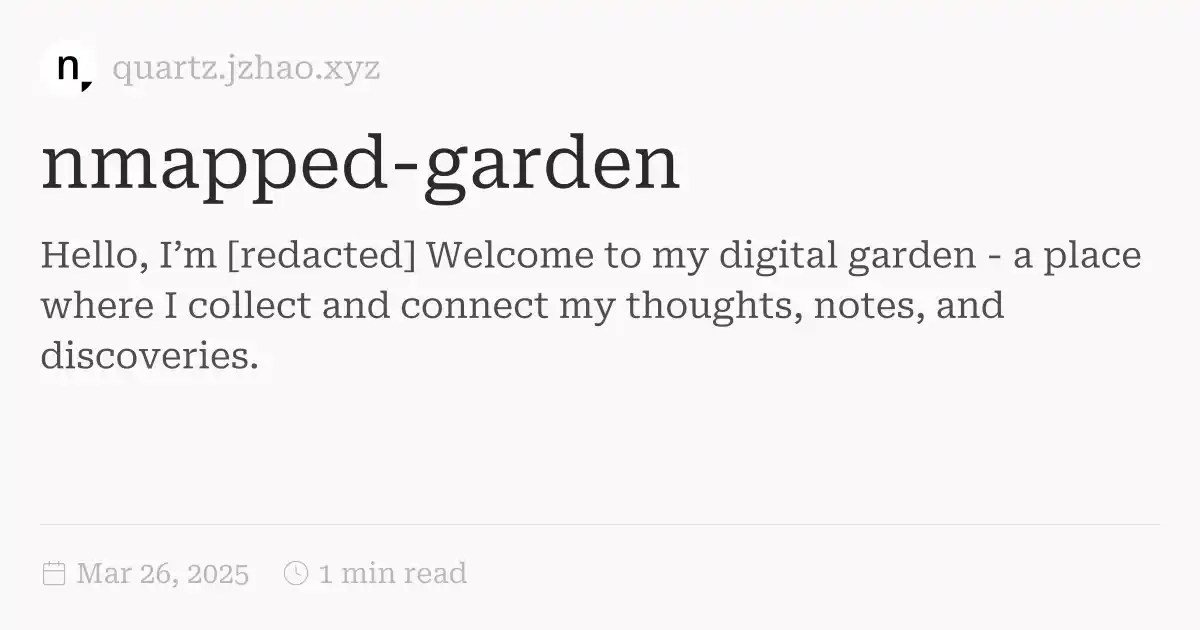 n
quartz.jzhao.xyz
nmapped-garden
Hello, I’m [redacted] Welcome to my digital garden - a place
where I collect and connect my thoughts, notes, and
discoveries.
Mar 26, 2025 1 min read